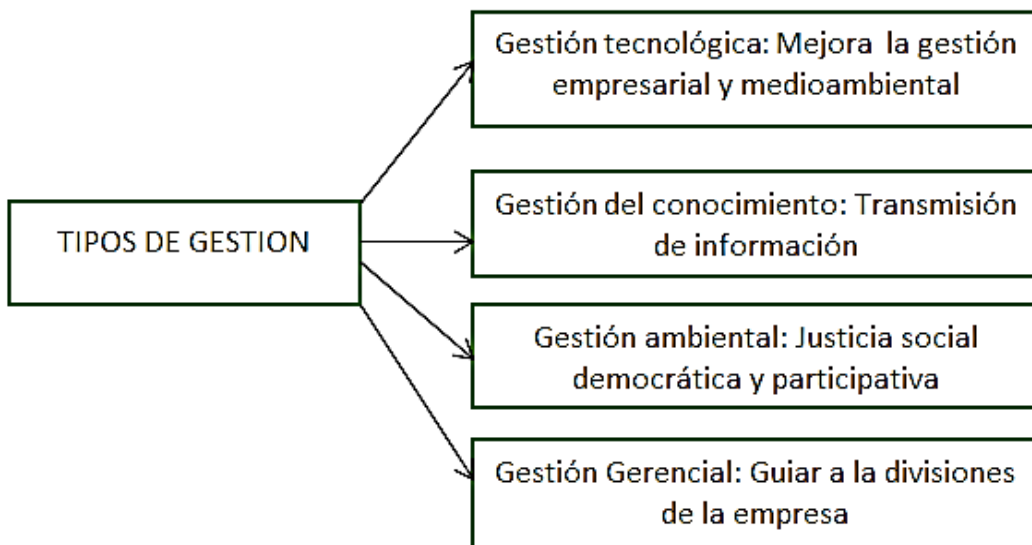 Gestión tecnológica: Mejora la gestión
empresarial y medioambiental
TIPOS DE GESTION
Gestión del conocimiento: Transmisión
de información
Gestión ambiental: Justicia social
democrática y participativa
Gestión Gerencial: Guiar a la divisiones
de la empresa